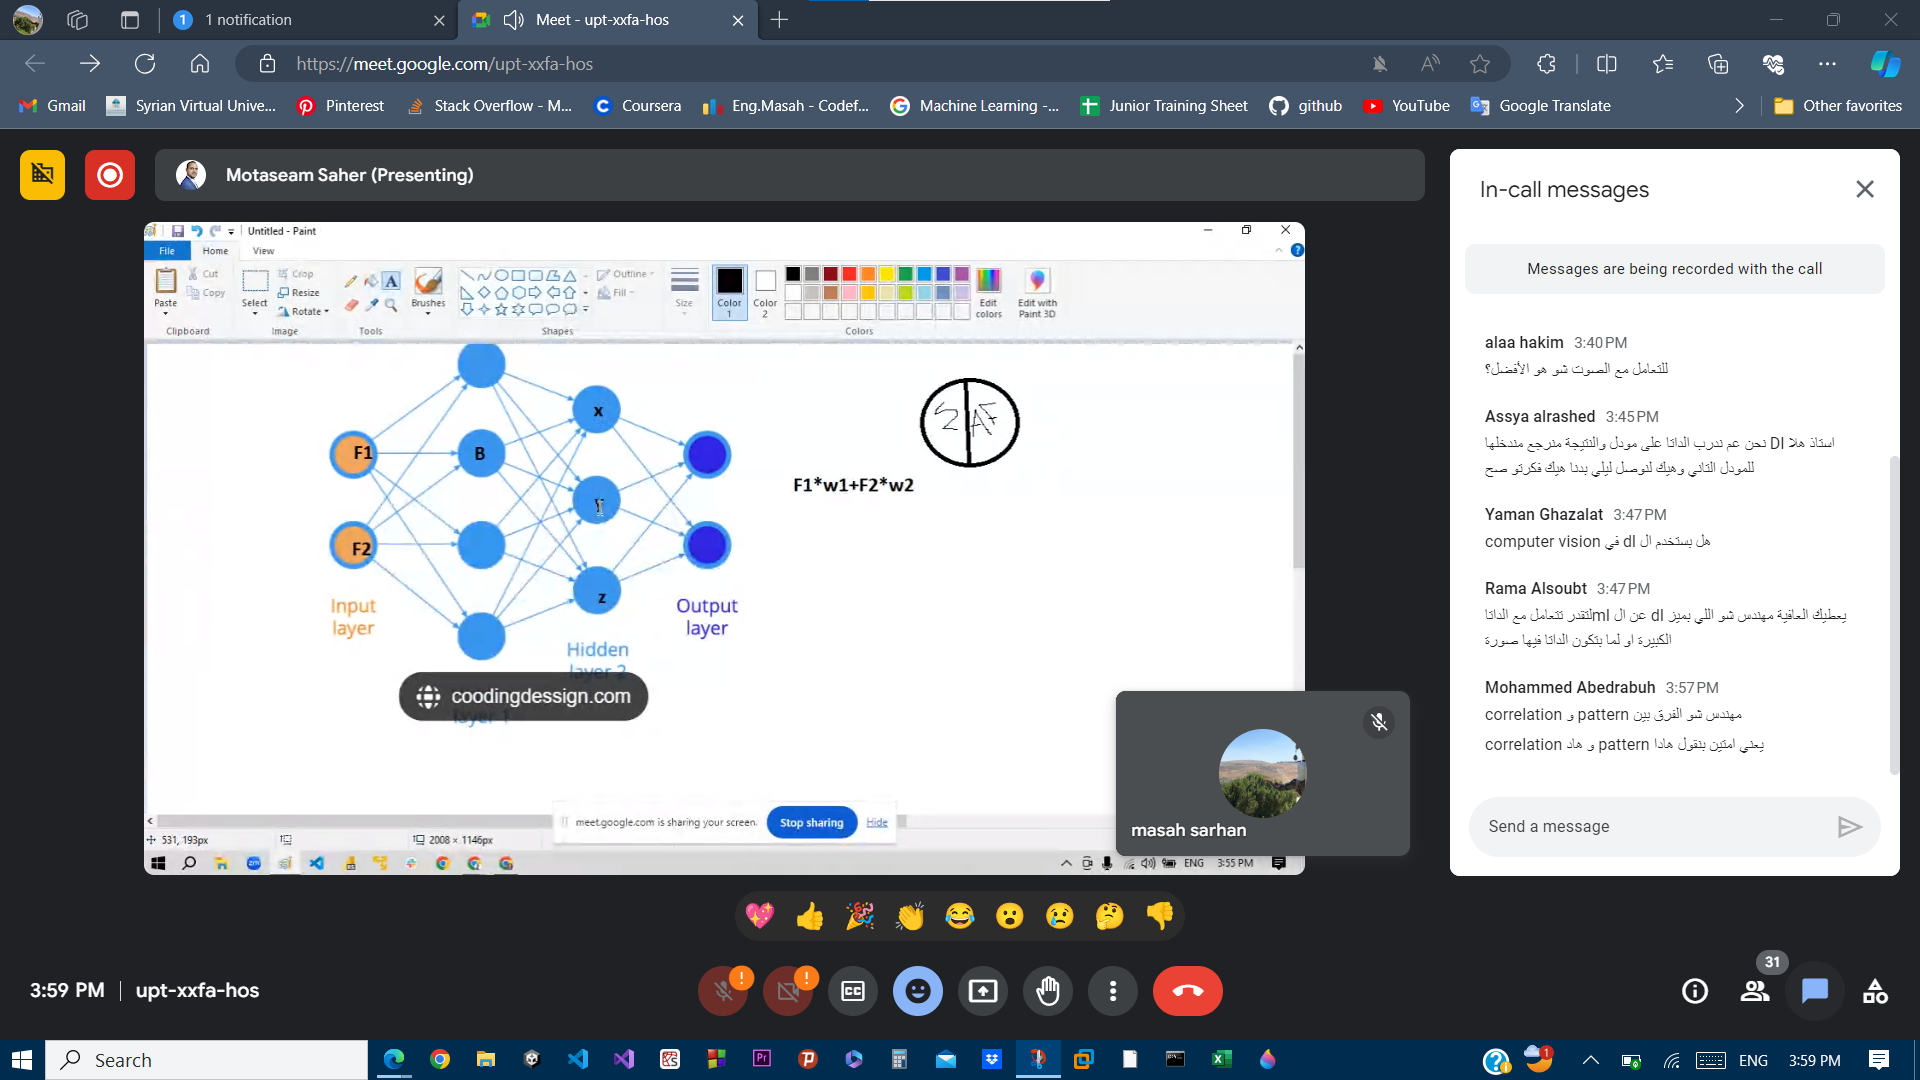 1 1 notification
Meet - upt-xxfa-hos
https://meet.google.com/upt-xxfa-hos
Gmail
Syrian Virtual Unive...
Pinterest
Stack Overflow - M...
Coursera
Eng.Masah - Codef...
Machine Learning -...
Junior Training Sheet
github
YouTube
Google Translate
Other favorites
Motaseam Saher (Presenting)
Untitled - Paint
File
Home
View
Paste
Cut
Copy
Clipboard
Select
Crop
Resize
Rotate
Image
Tools
Brushes
Outline
Fill
Shapes
Size
Color 1
Color 2
Edit colors
Edit with Paint 3D
Colors
F1
F2
B
x
z
Input layer
Hidden
layer 2
layer 1
Output layer
F1*w1+F2*w2
AF
coodingdessign.com
meet.google.com is sharing your screen.
Stop sharing
Hide
531, 193px
2008 × 1146px
ENG
3:55 PM
masah sarhan
In-call messages
Messages are being recorded with the call
alaa hakim 3:40 PM
للتعامل مع الصوت شو هو الأفضل؟
Assya alrashed 3:45 PM
استاذ هلا Dl نحن عم ندرب الداتا على مودل والنتيجة منرجع مندخلها
للمودل التاني وهيك لنوصل ليلي بدنا هيك فكرتو صح
Yaman Ghazalat 3:47 PM
هل بستخدم ال dl في computer vision
Rama Alsoubt 3:47 PM
يعطيك العافية مهندس شو اللي بميز dl عن ال mlلتقدر تتعامل مع الداتا
الكبيرة او لما بتكون الداتا فيها صورة
Mohammed Abedrabuh 3:57 PM
مهندس شو الفرق بين pattern و correlation
يعني امتين بنقول هادا pattern و هاد correlation
Send a message
3:59 PM
upt-xxfa-hos
31
Search
ENG
3:59 PM